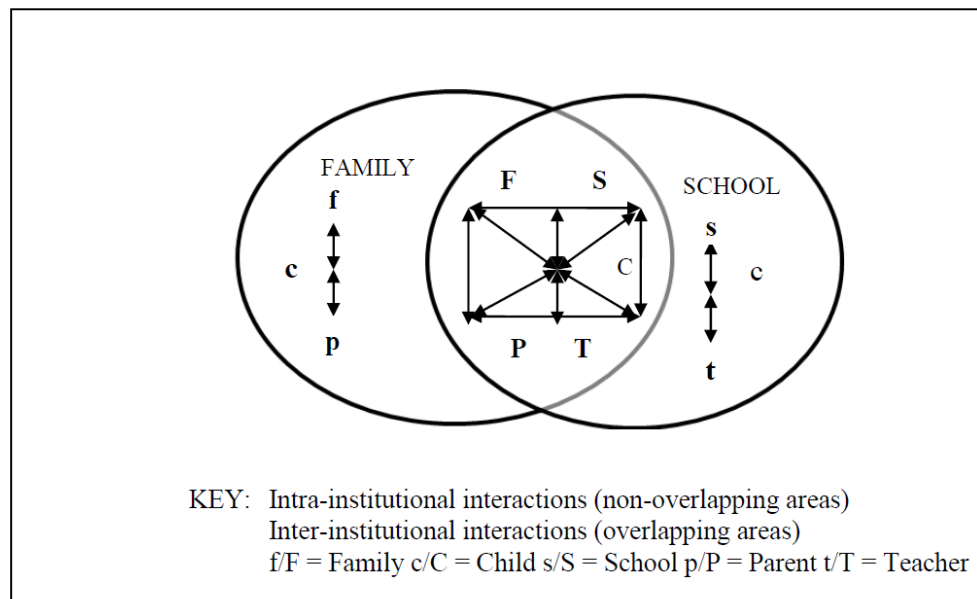 FAMILY
f
c
p
F S
C
P T
SCHOOL
s
c
t
KEY: Intra-institutional interactions (non-overlapping areas)
Inter-institutional interactions (overlapping areas)
f/F = Family c/C = Child s/S = School p/P = Parent t/T = Teacher